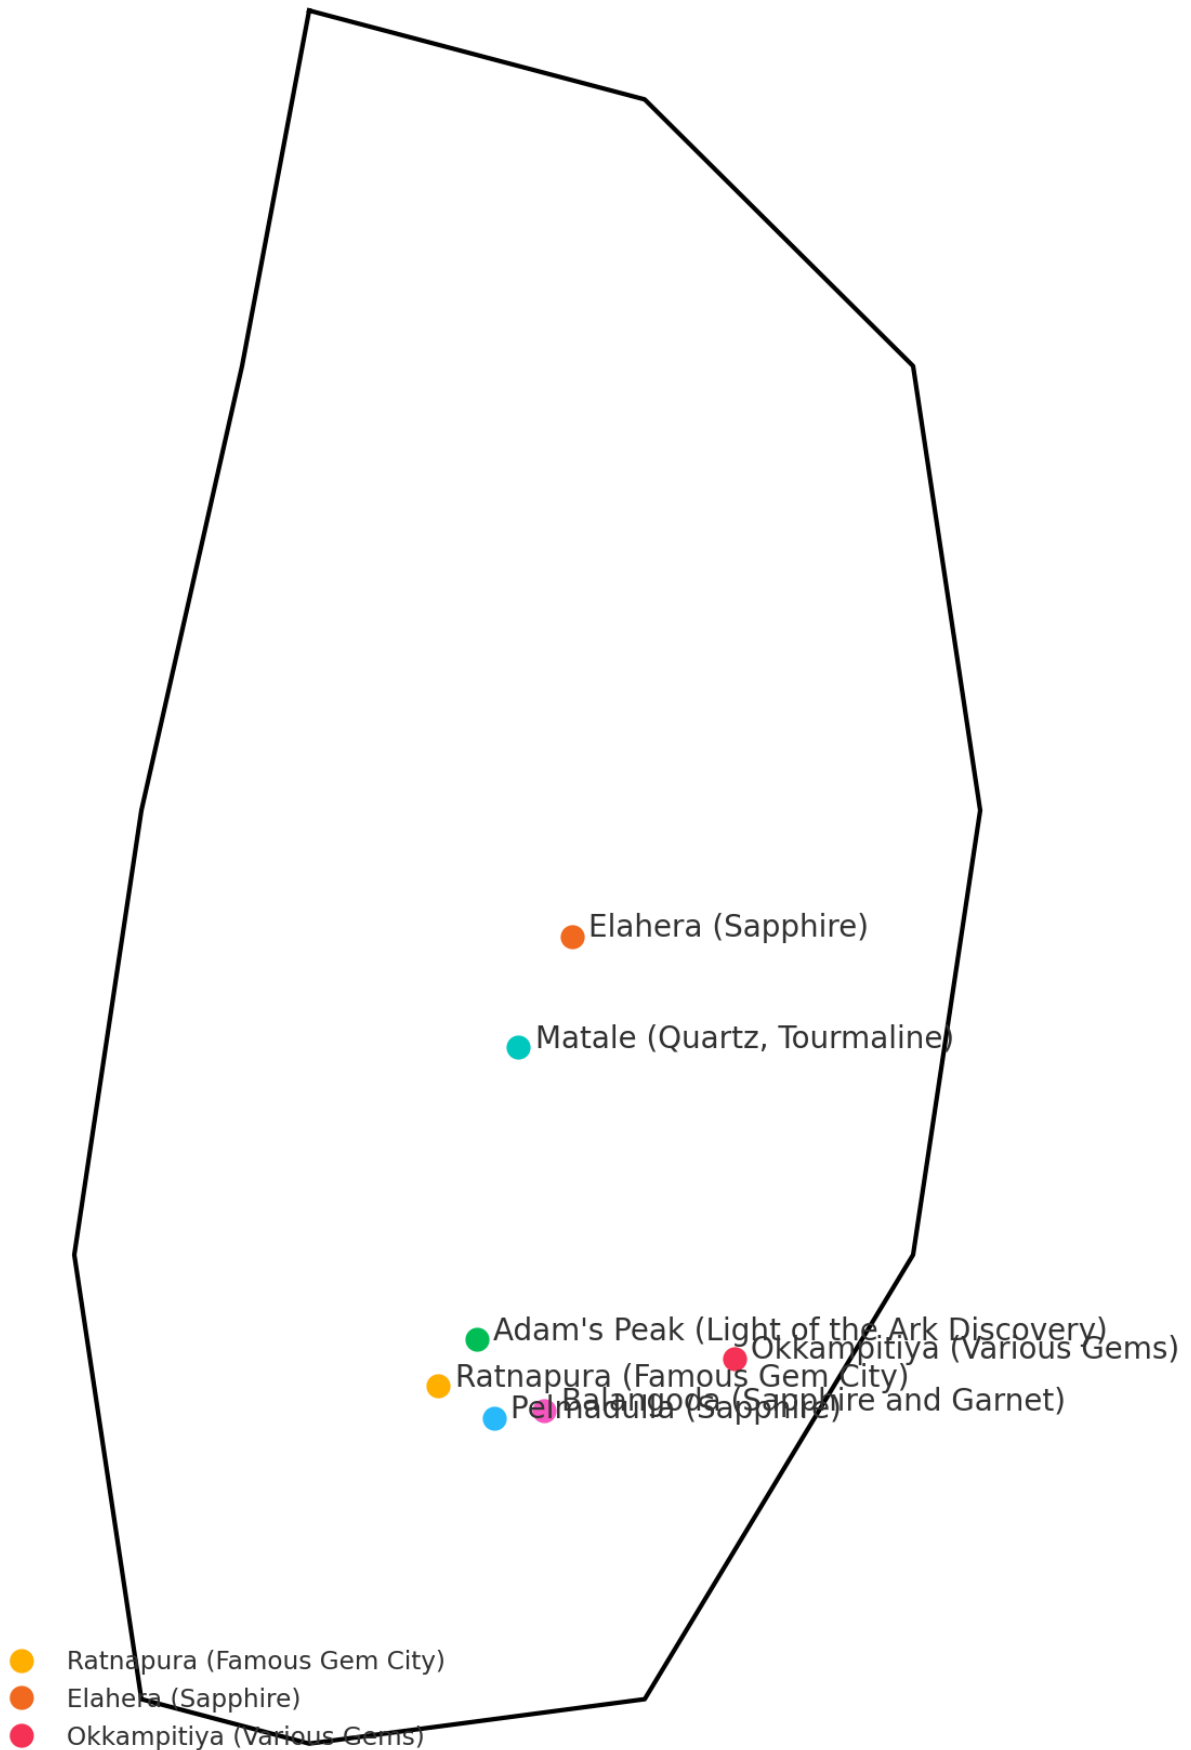 Elahera (Sapphire)
Matale (Quartz, Tourmaline)
Adam's Peak (Light of the Ark Discovery)
Okkampitiya (Various Gems)
Ratnapura (Famous Gem City)
Balangoda (Sapphire and Garnet)
Pelmadulla (Sapphire)
Ratnapura (Famous Gem City)
Elahera (Sapphire)
Okkampitiya (Various Gems)